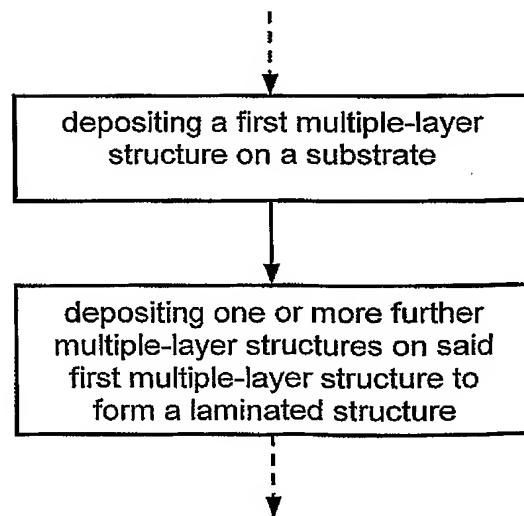 depositing a first multiple-layer
structure on a substrate
depositing one or more further
multiple-layer structures on said
first multiple-layer structure to
form a laminated structure